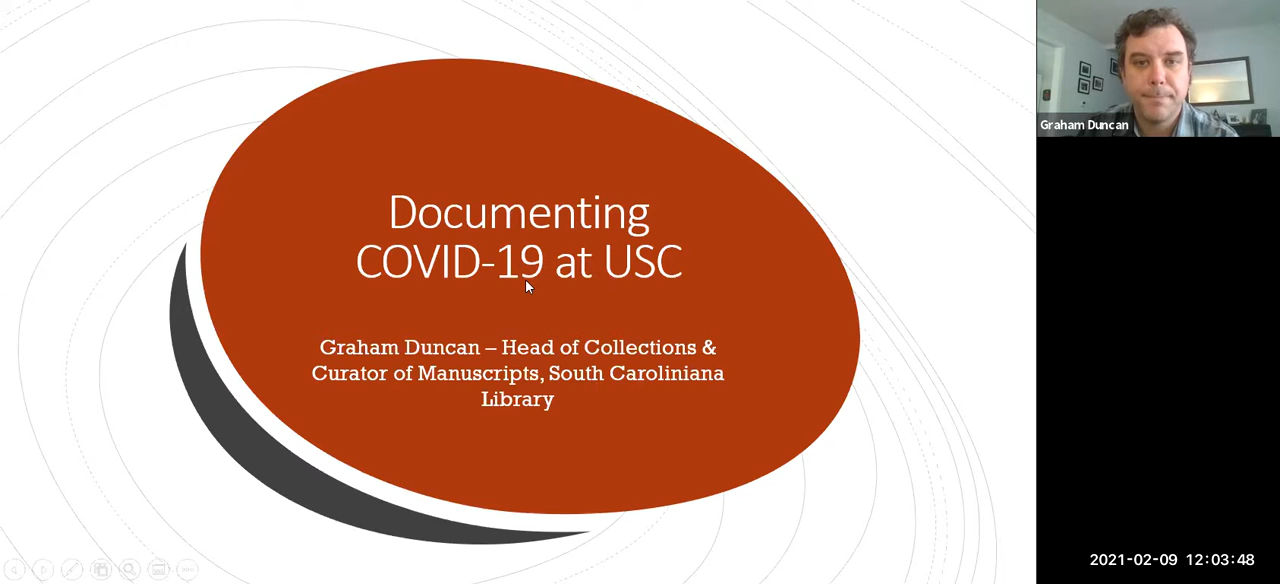 Documenting
COVID-19 at USC
Graham Duncan – Head of Collections &
Curator of Manuscripts, South Caroliniana
Library
Graham Duncan
2021-02-09 12:03:48